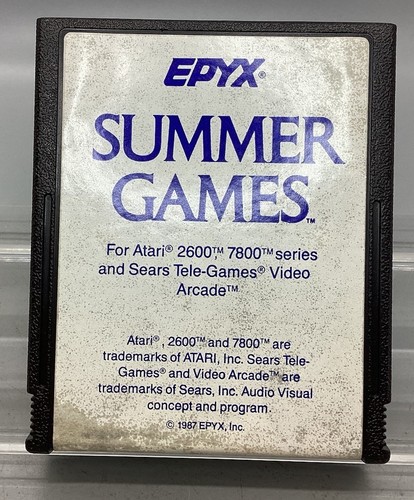 EPYX®
SUMMER
GAMES™
For Atari® 2600™, 7800™ series
and Sears Tele-Games® Video
Arcade™
Atari®, 2600™ and 7800™ are
trademarks of ATARI, Inc. Sears Tele-
Games® and Video Arcade™ are
trademarks of Sears, Inc. Audio Visual
concept and program.
© 1987 EPYX, Inc.